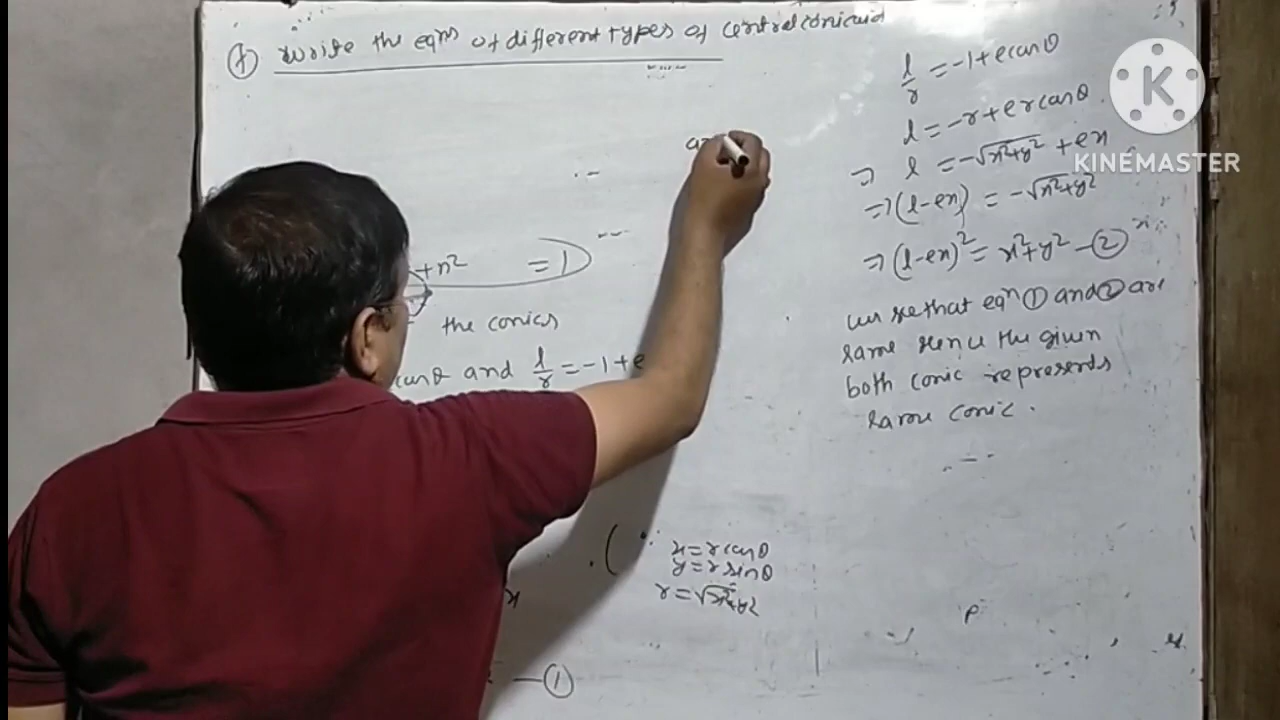 (f) Write the eqns of different types of central conicoid
+n² = 1
the conics
cosθ and l/r = -1 + e
x = r cosθ
y = r sinθ
r = √x²+y²
— ①
l/r = -1 + e cosθ
l = -r + e r cosθ
⇒ l = -√x²+y² + ex
⇒ (l-ex) = -√x²+y²
⇒ (l-ex)² = x²+y² — ②
we see that eqn ① and ② are
same hence the given
both conic represents
same conic.
P
K
KINEMASTER